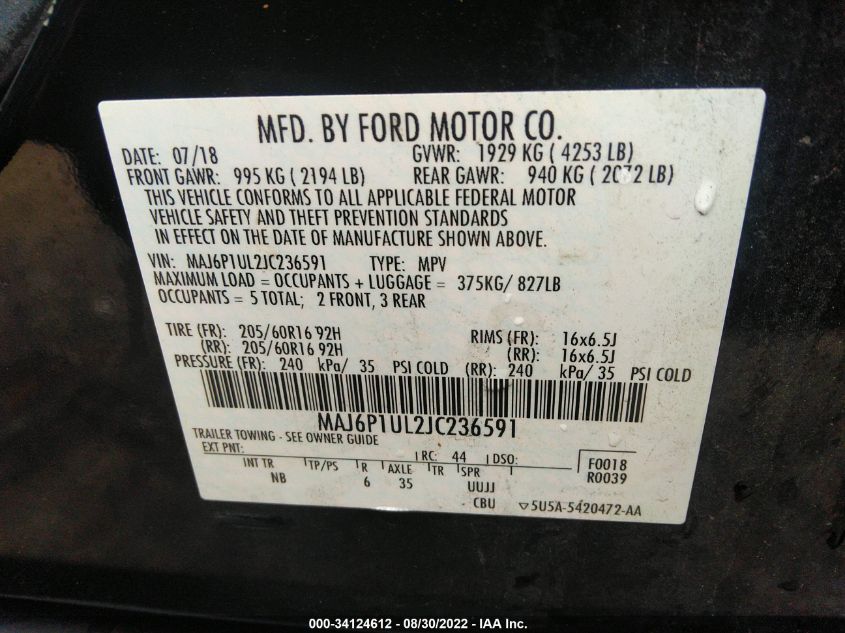 MFD. BY FORD MOTOR CO.
DATE: 07/18 GVWR: 1929 KG ( 4253 LB)
FRONT GAWR: 995 KG ( 2194 LB) REAR GAWR: 940 KG ( 2072 LB)
THIS VEHICLE CONFORMS TO ALL APPLICABLE FEDERAL MOTOR
VEHICLE SAFETY AND THEFT PREVENTION STANDARDS
IN EFFECT ON THE DATE OF MANUFACTURE SHOWN ABOVE.
VIN: MAJ6P1UL2JC236591 TYPE: MPV
MAXIMUM LOAD = OCCUPANTS + LUGGAGE = 375KG/ 827LB
OCCUPANTS = 5 TOTAL; 2 FRONT, 3 REAR
TIRE (FR): 205/60R16 92H RIMS (FR): 16x6.5J
(RR): 205/60R16 92H (RR): 16x6.5J
PRESSURE (FR): 240 kPa/ 35 PSI COLD (RR): 240 kPa/ 35 PSI COLD
MAJ6P1UL2JC236591
TRAILER TOWING - SEE OWNER GUIDE
EXT PNT: RC: 44 DSO: F0018
R0039
INT TR TP/PS R AXLE TR SPR
NB 6 35 UUJJ
CBU ▽5U5A-5420472-AA
000-34124612 - 08/30/2022 - IAA Inc.